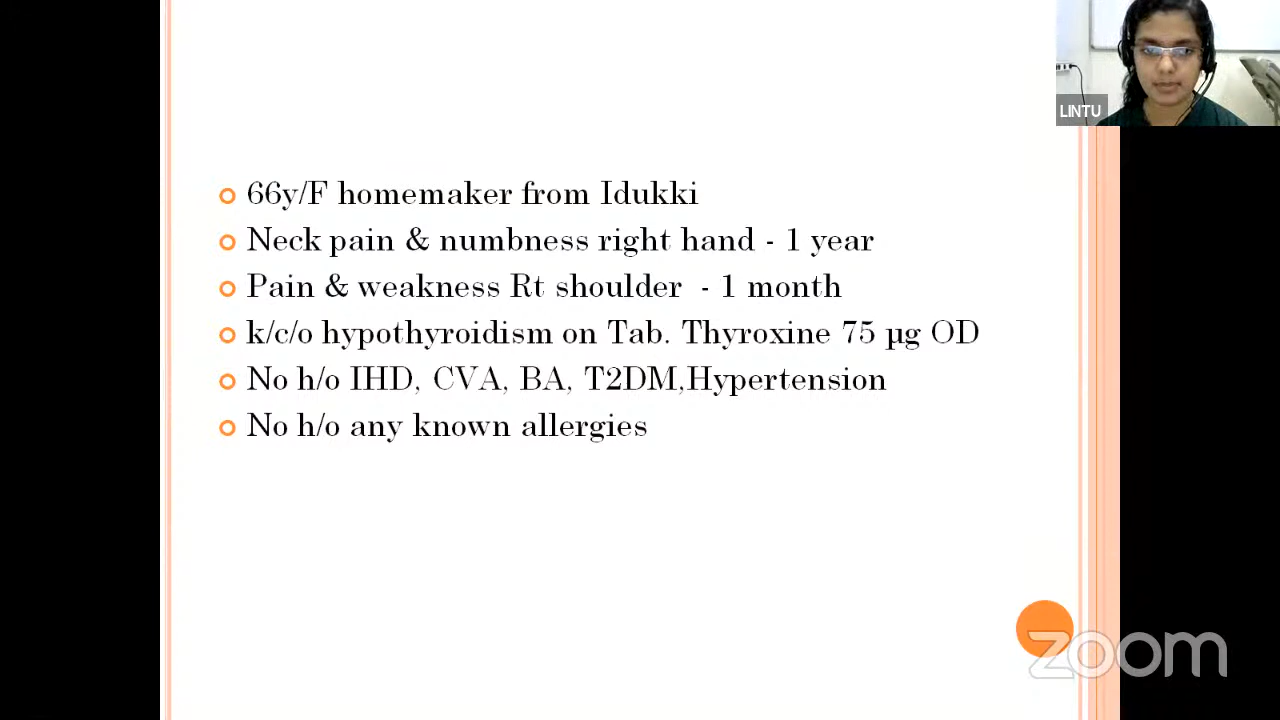 LINTU
66y/F homemaker from Idukki
Neck pain & numbness right hand - 1 year
Pain & weakness Rt shoulder - 1 month
k/c/o hypothyroidism on Tab. Thyroxine 75 µg OD
No h/o IHD, CVA, BA, T2DM,Hypertension
No h/o any known allergies
zoom